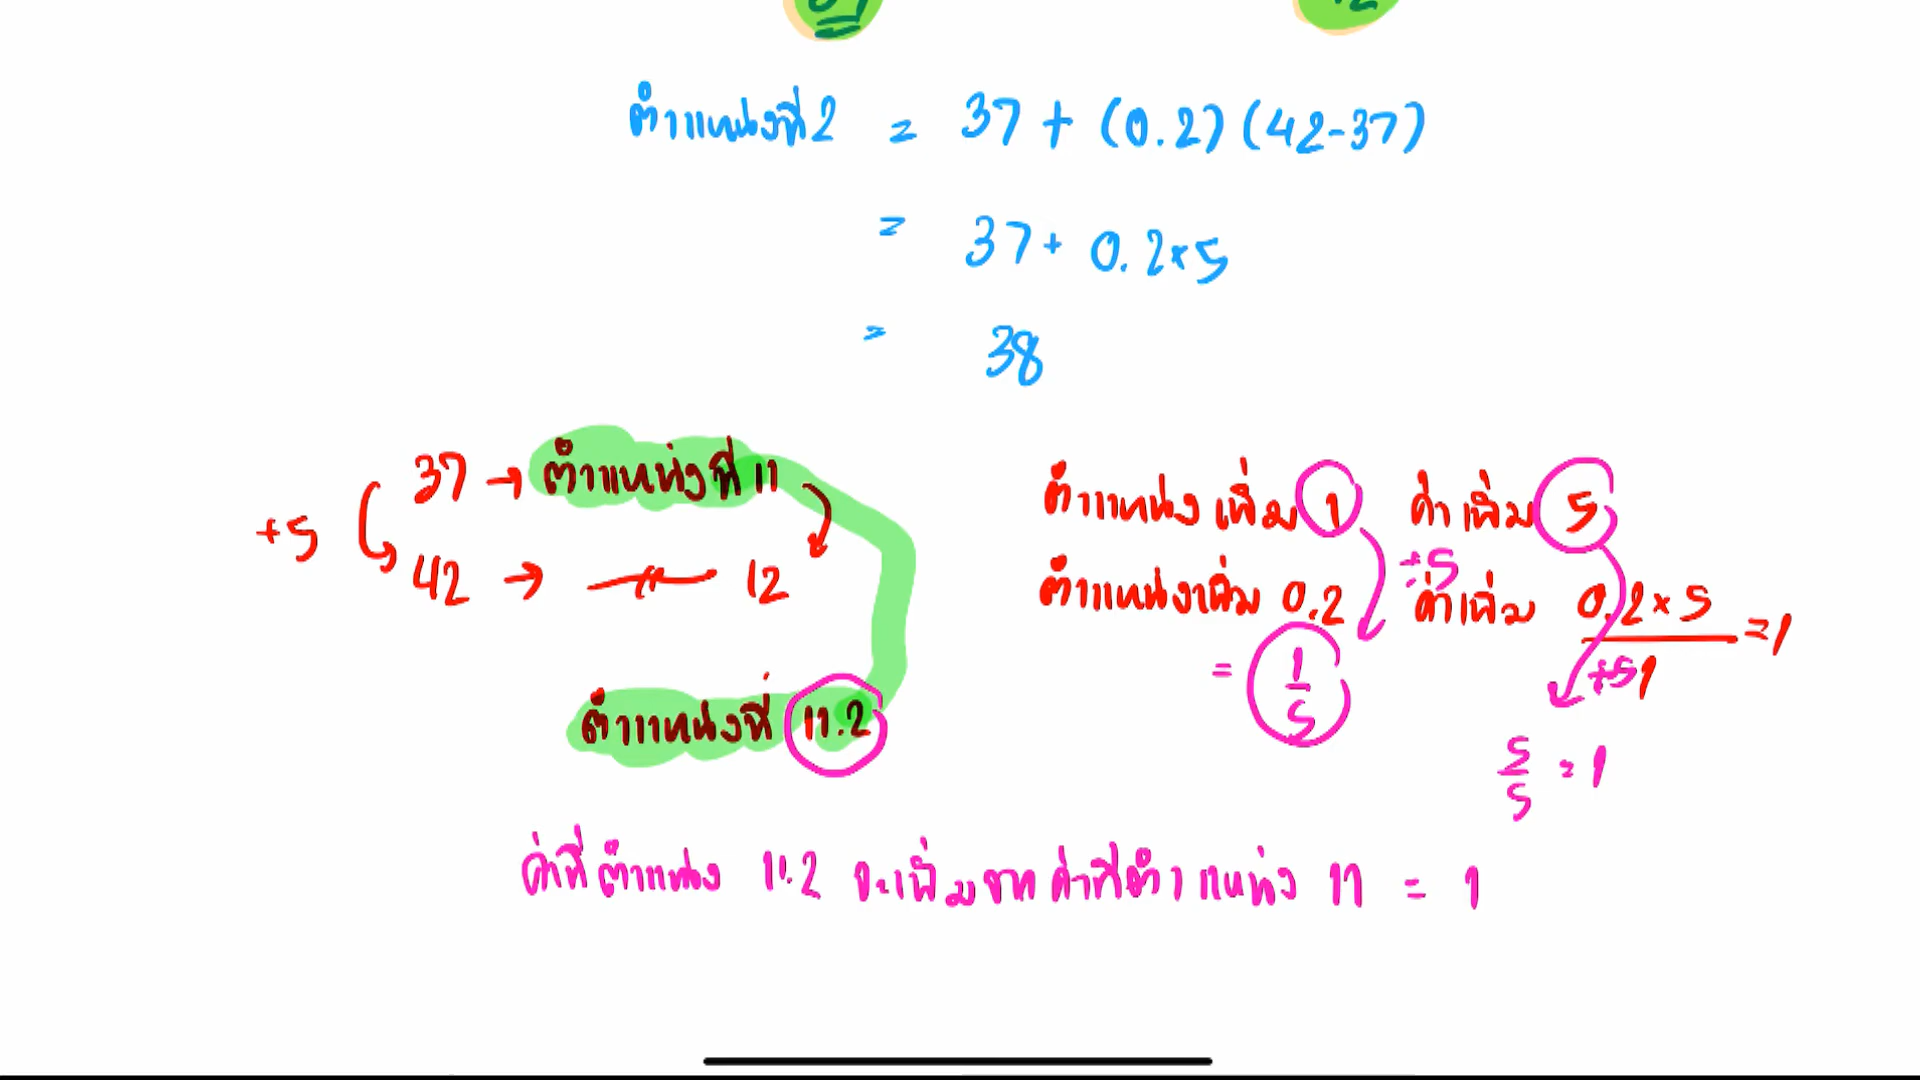 ตำแหน่งที่ 2 = 37 + (0.2)(42-37)
= 37 + 0.2×5
= 38
37 → ตำแหน่งที่ 11
+5
42 → 12
ตำแหน่งที่ 11.2
ตำแหน่งเพิ่ม 1 ค่าเพิ่ม 5
÷5
ตำแหน่งเพิ่ม 0.2 ค่าเพิ่ม 0.2×5 = 1
= 1/5
÷5 1
5/5 = 1
ค่าที่ตำแหน่ง 11.2 จะเพิ่มจากค่าที่ตำแหน่ง 11 = 1